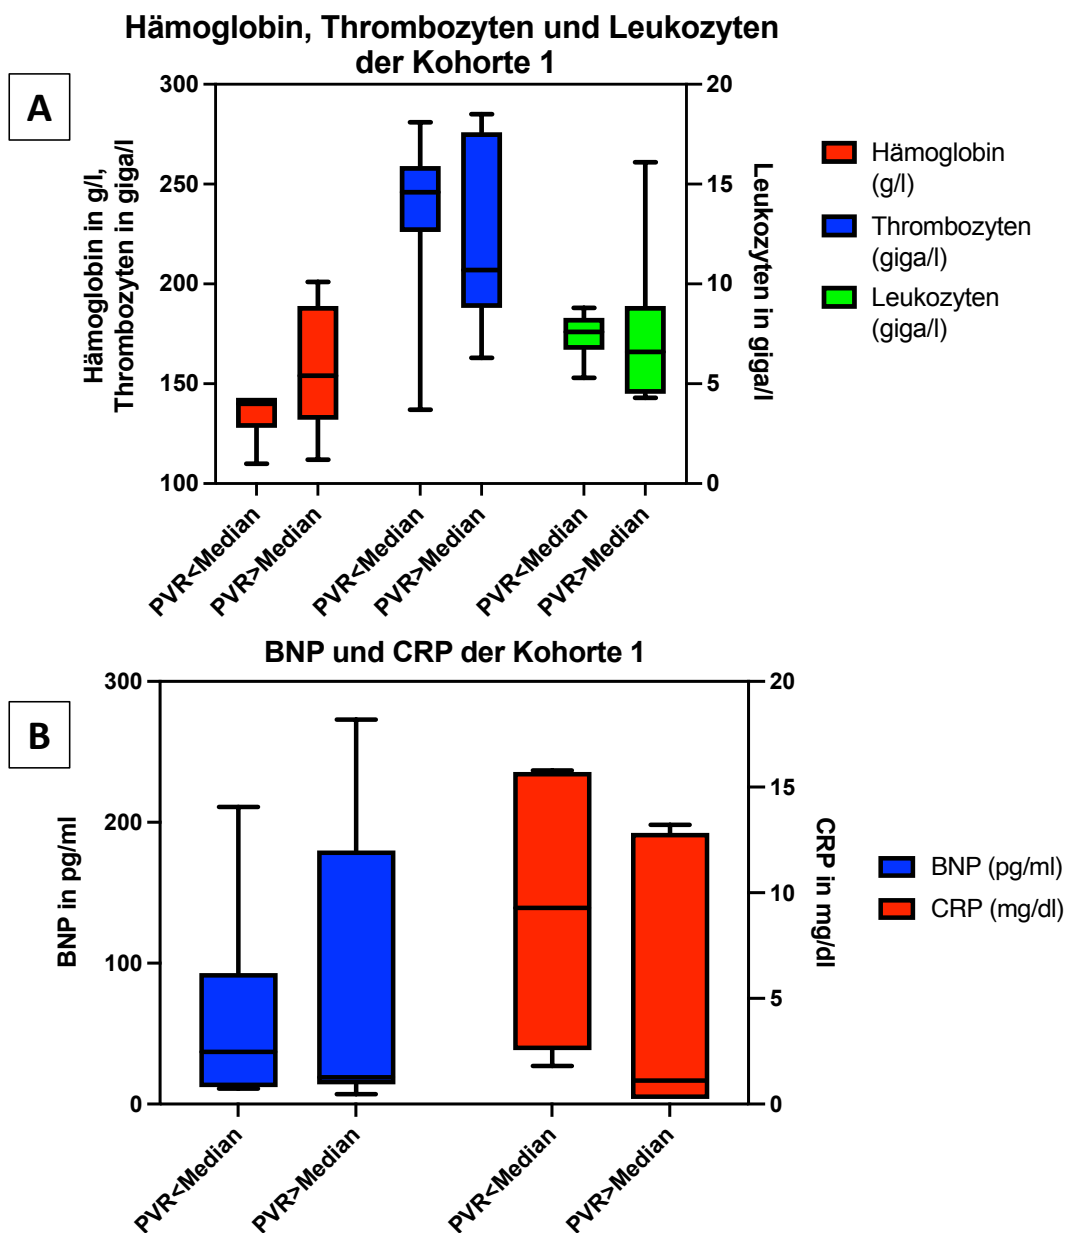 Hämoglobin, Thrombozyten und Leukozyten
der Kohorte 1
A
300
250
200
150
100
Hämoglobin in g/l,
Thrombozyten in giga/l
20
15
10
5
0
Leukozyten in giga/l
PVR<Median
PVR>Median
PVR<Median
PVR>Median
PVR<Median
PVR>Median
Hämoglobin
(g/l)
Thrombozyten
(giga/l)
Leukozyten
(giga/l)
BNP und CRP der Kohorte 1
B
300
200
100
0
BNP in pg/ml
20
15
10
5
0
CRP in mg/dl
PVR<Median
PVR>Median
PVR<Median
PVR>Median
BNP (pg/ml)
CRP (mg/dl)